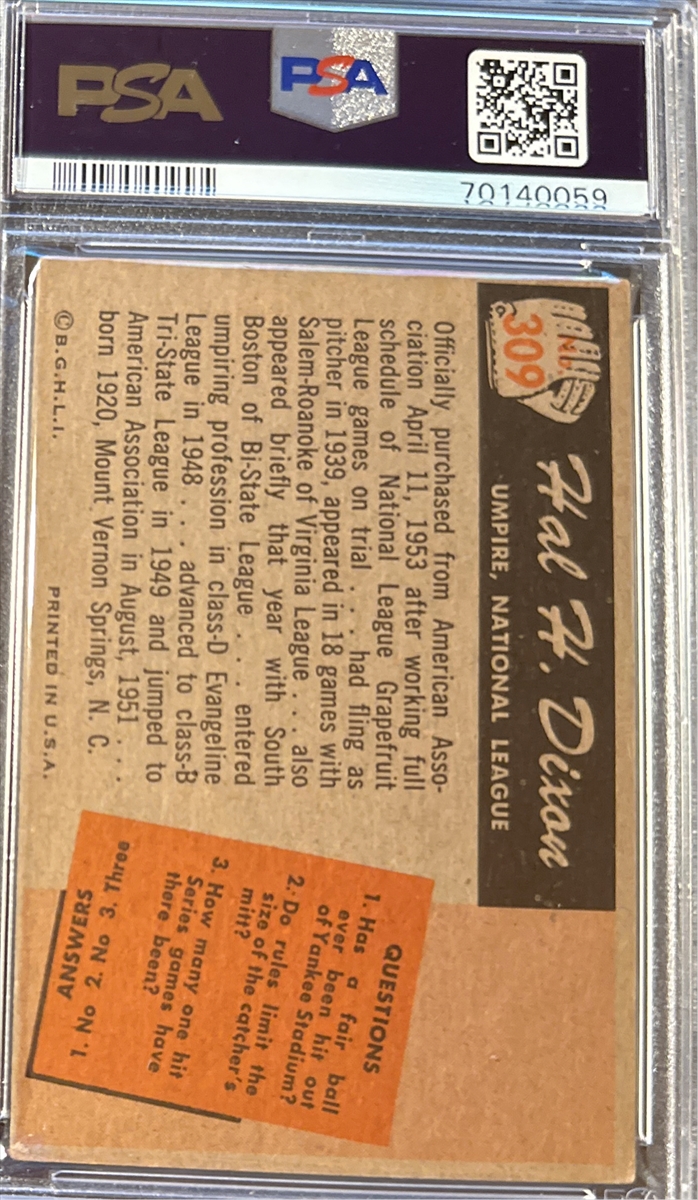 PSA
PSA
70140059
No.
309
Hal H. Dixon
UMPIRE, NATIONAL LEAGUE
Officially purchased from American Asso-
ciation April 11, 1953 after working full
schedule of National League Grapefruit
League games on trial . . . had fling as
pitcher in 1939, appeared in 18 games with
Salem-Roanoke of Virginia League . . . also
appeared briefly that year with South
Boston of Bi-State League . . . entered
umpiring profession in class-D Evangeline
League in 1948 . . . advanced to class-B
Tri-State League in 1949 and jumped to
American Association in August, 1951 . . .
born 1920, Mount Vernon Springs, N. C.
© B.G.H.L.I.
PRINTED IN U.S.A.
QUESTIONS
1. Has a fair ball
ever been hit out
of Yankee Stadium?
2. Do rules limit the
size of the catcher's
mitt?
3. How many one hit
Series games have
there been?
ANSWERS
1. No 2. No 3. Three